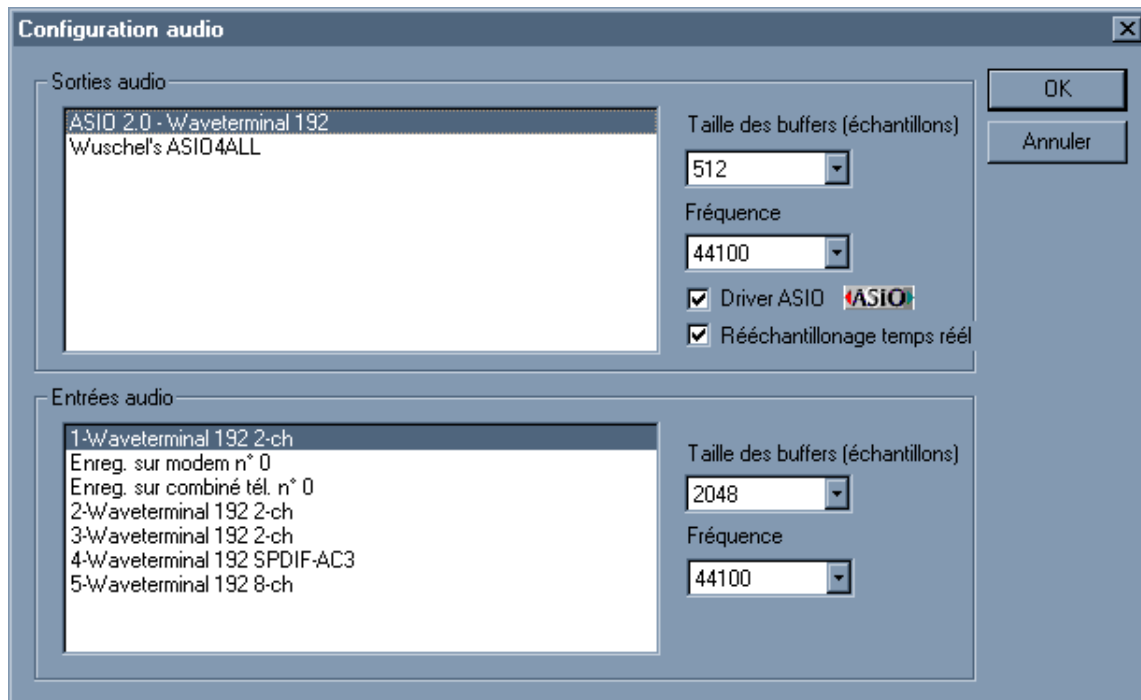 Configuration audio
Sorties audio
OK
ASIO 2.0 - Waveterminal 192
Wuschel's ASIO4ALL
Taille des buffers (échantillons)
Annuler
512
Fréquence
44100
Driver ASIO ASIO
Rééchantillonage temps réél
Entrées audio
1-Waveterminal 192 2-ch
Enreg. sur modem n° 0
Enreg. sur combiné tél. n° 0
2-Waveterminal 192 2-ch
3-Waveterminal 192 2-ch
4-Waveterminal 192 SPDIF-AC3
5-Waveterminal 192 8-ch
Taille des buffers (échantillons)
2048
Fréquence
44100